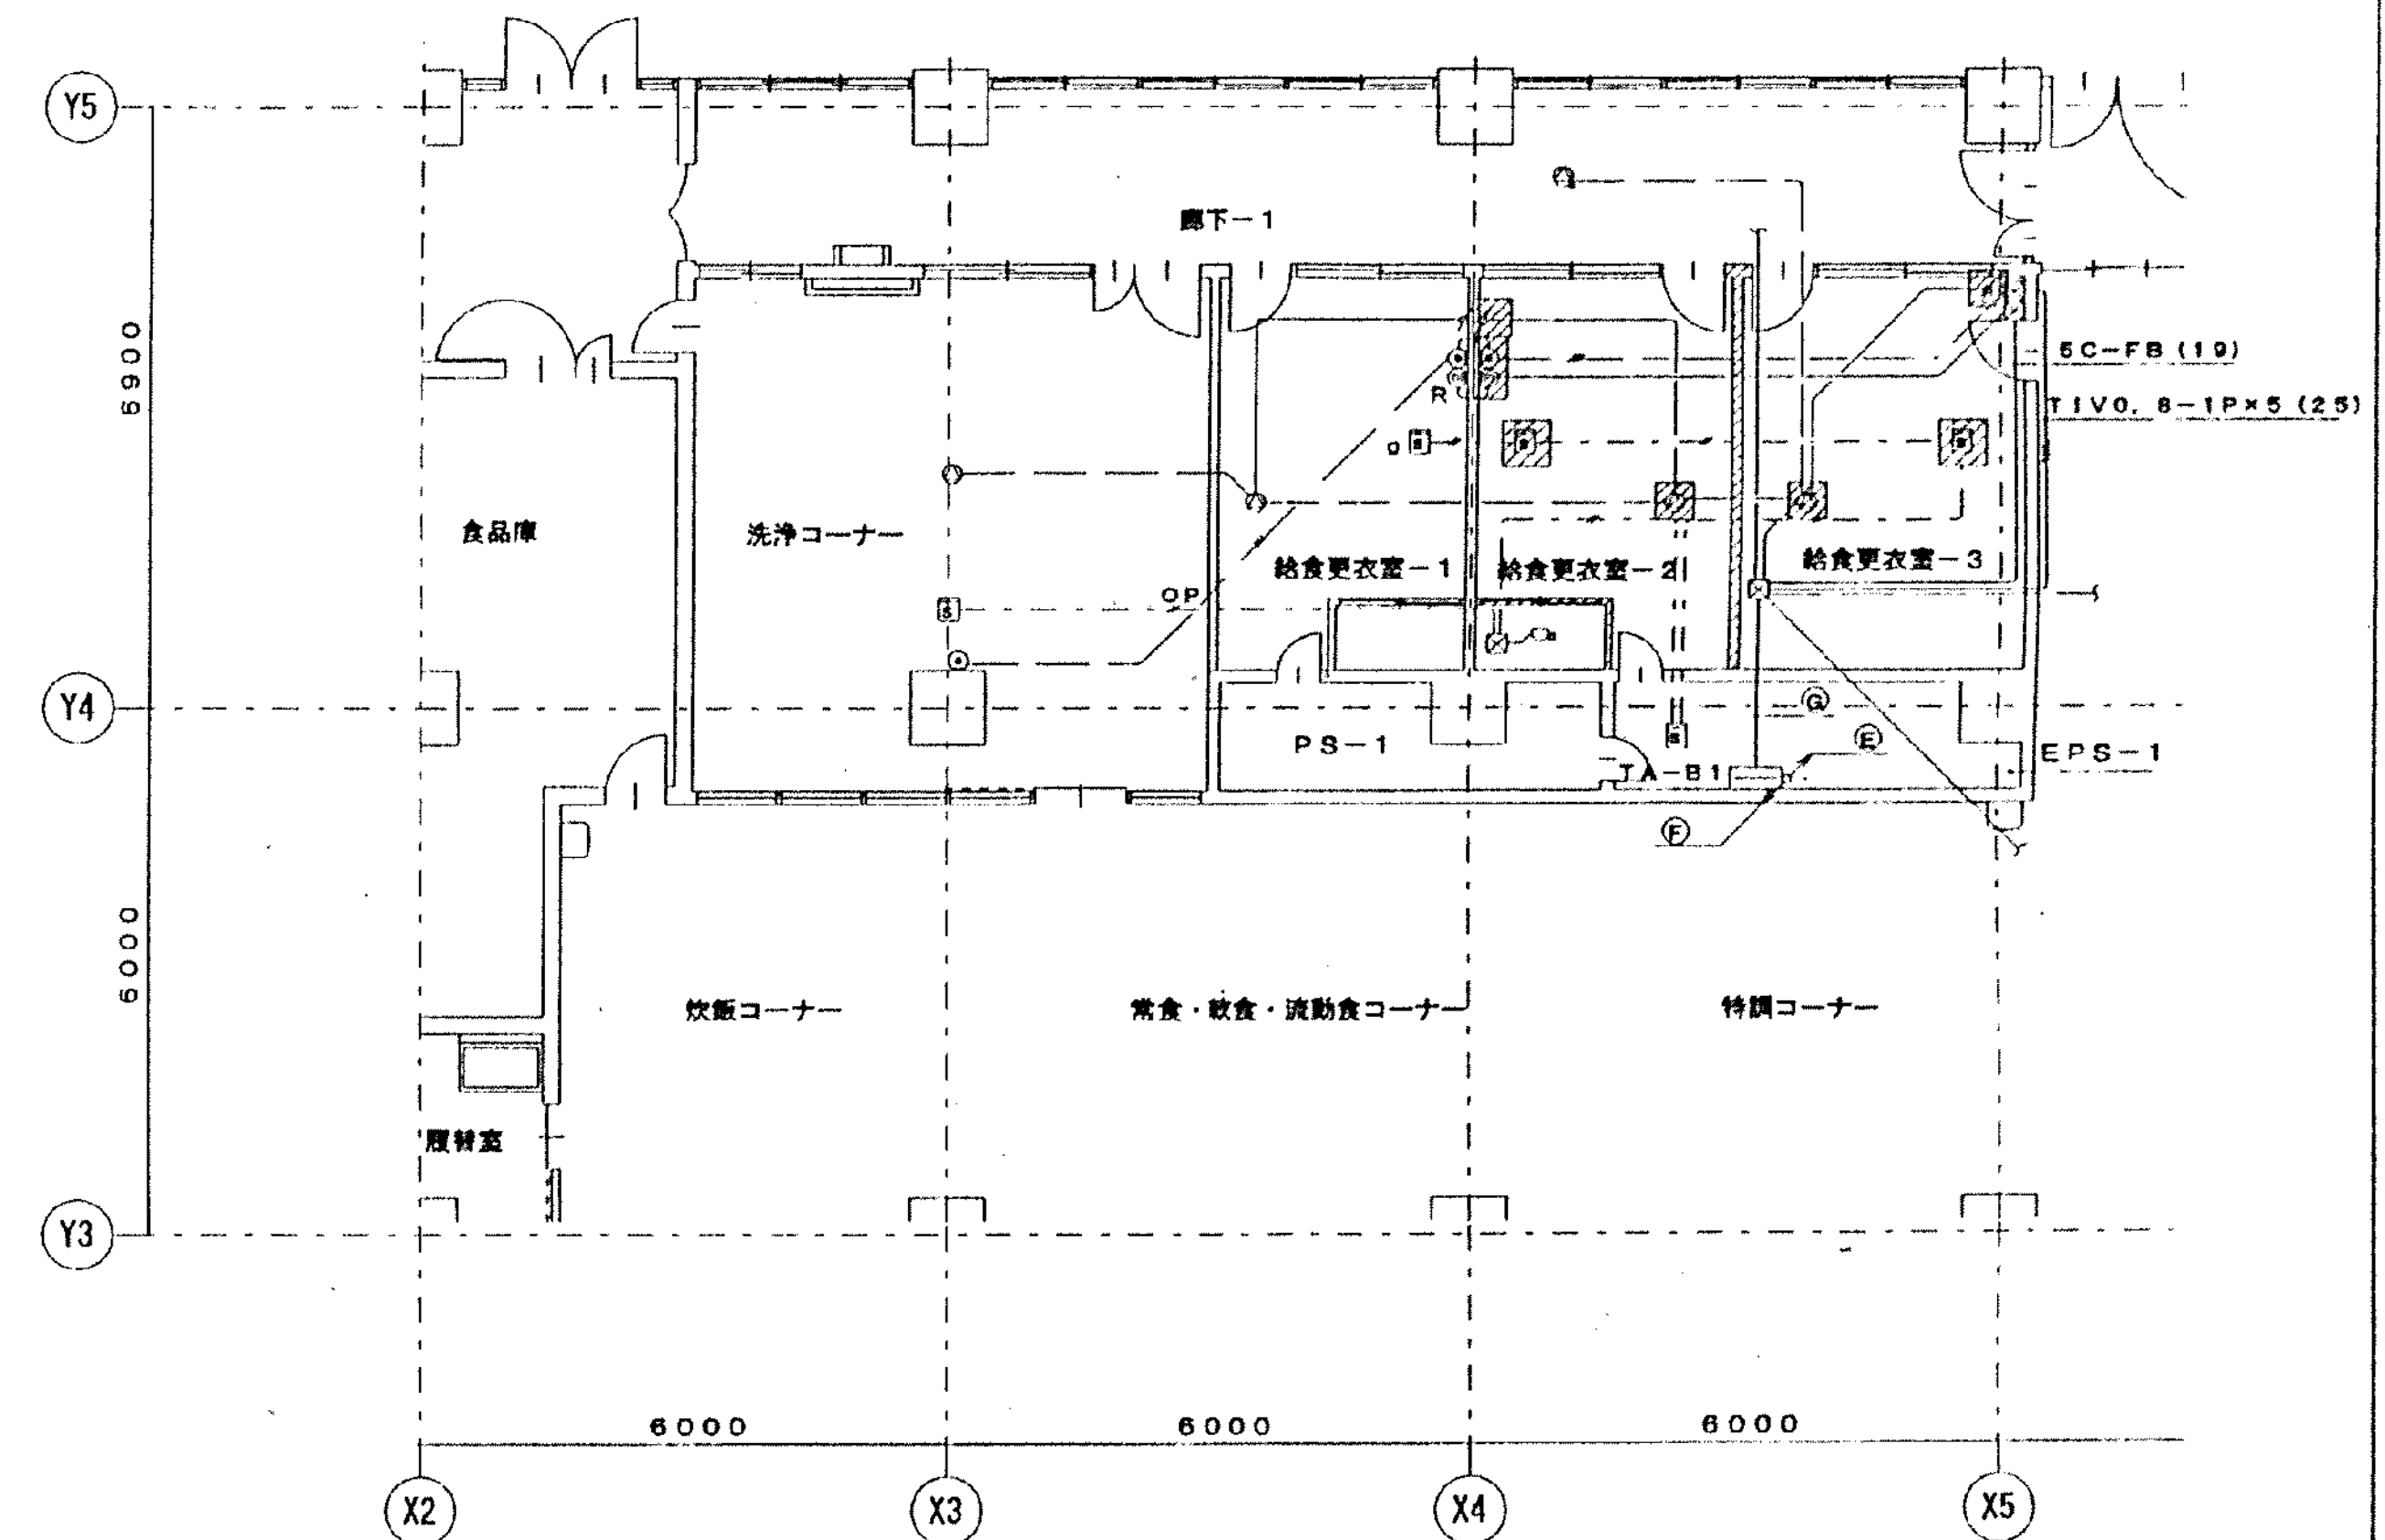 Y5
廊下-1
6900
5C-FB (19)
TIVO. 8-1P×5 (25)
R
食品庫
洗浄コーナー
給食更衣室-1
給食更衣室-2
給食更衣室-3
OP
Y4
G
E
PS-1
TA-B1
EPS-1
F
6000
炊飯コーナー
常食・軟食・流動食コーナー
特調コーナー
履替室
Y3
6000
6000
6000
X2
X3
X4
X5